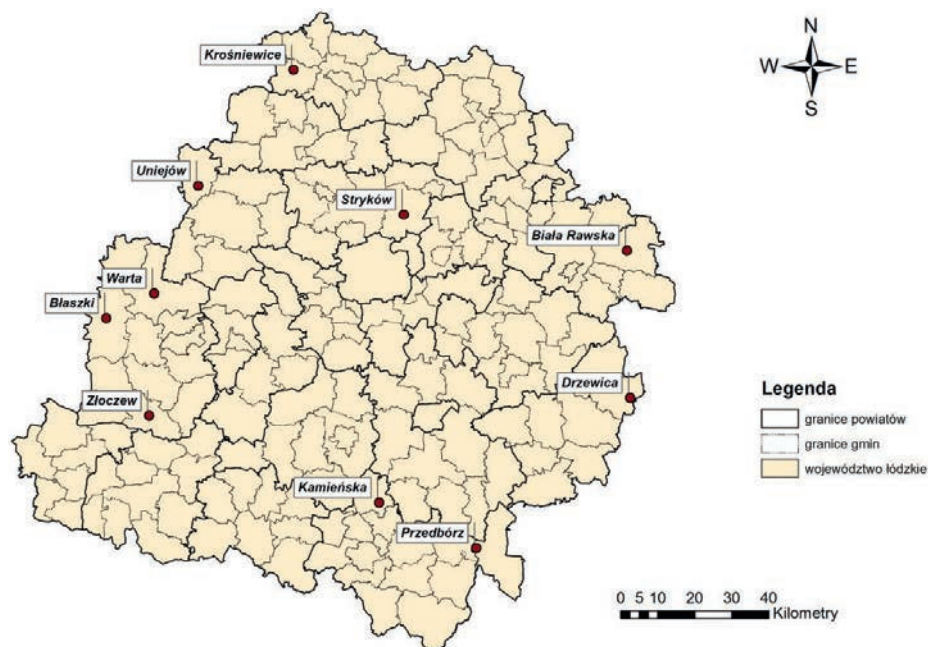 Krośniewice
N
W E
S
Uniejów
Stryków
Biała Rawska
Warta
Błaszki
Drzewica
Złoczew
Legenda
granice powiatów
granice gmin
województwo łódzkie
Kamieńska
Przedbórz
0 5 10 20 30 40
Kilometry